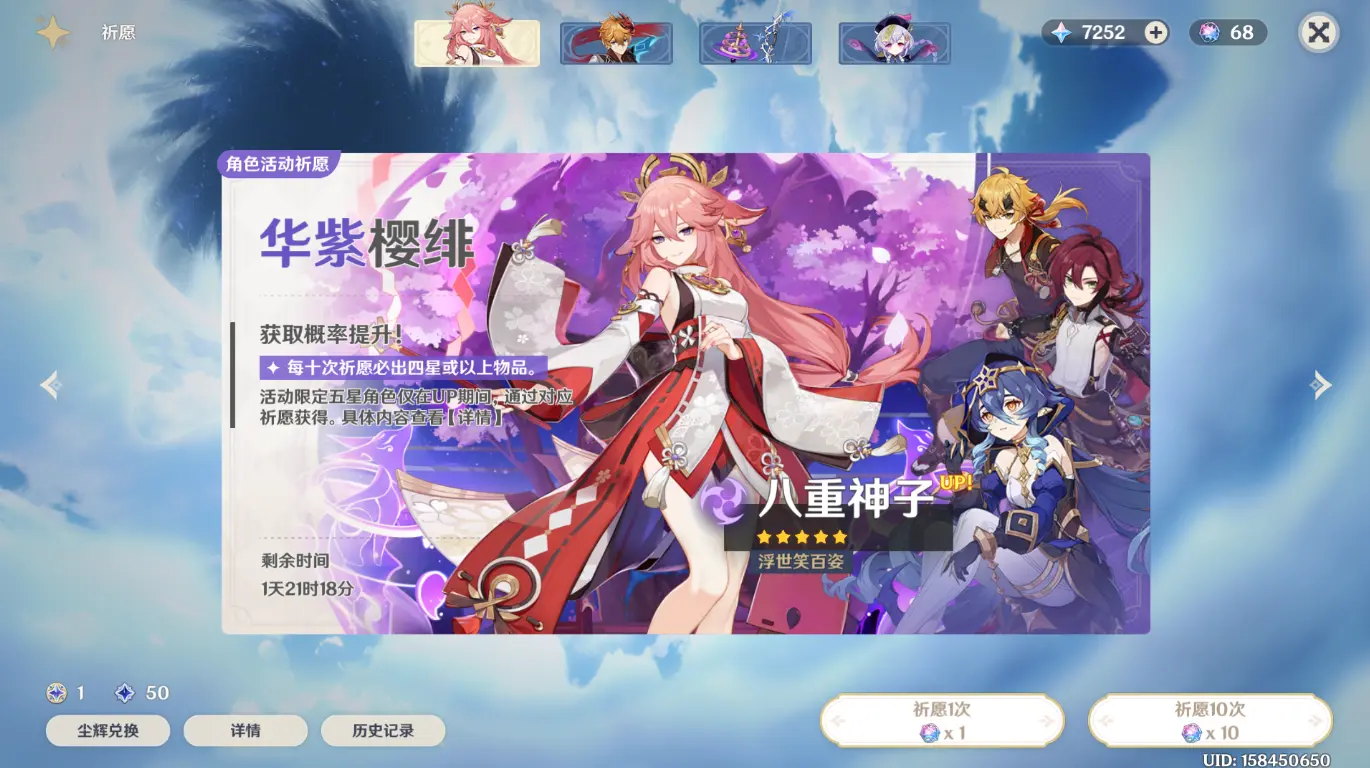 祈愿
7252
68
角色活动祈愿
华紫樱绯
获取概率提升!
每十次祈愿必出四星或以上物品。
活动限定五星角色仅在UP期间,通过对应
祈愿获得。具体内容查看【详情】
八重神子
UP!
浮世笑百姿
剩余时间
1天21时18分
1
50
尘辉兑换
详情
历史记录
祈愿1次
x 1
祈愿10次
x 10
UID: 158450650